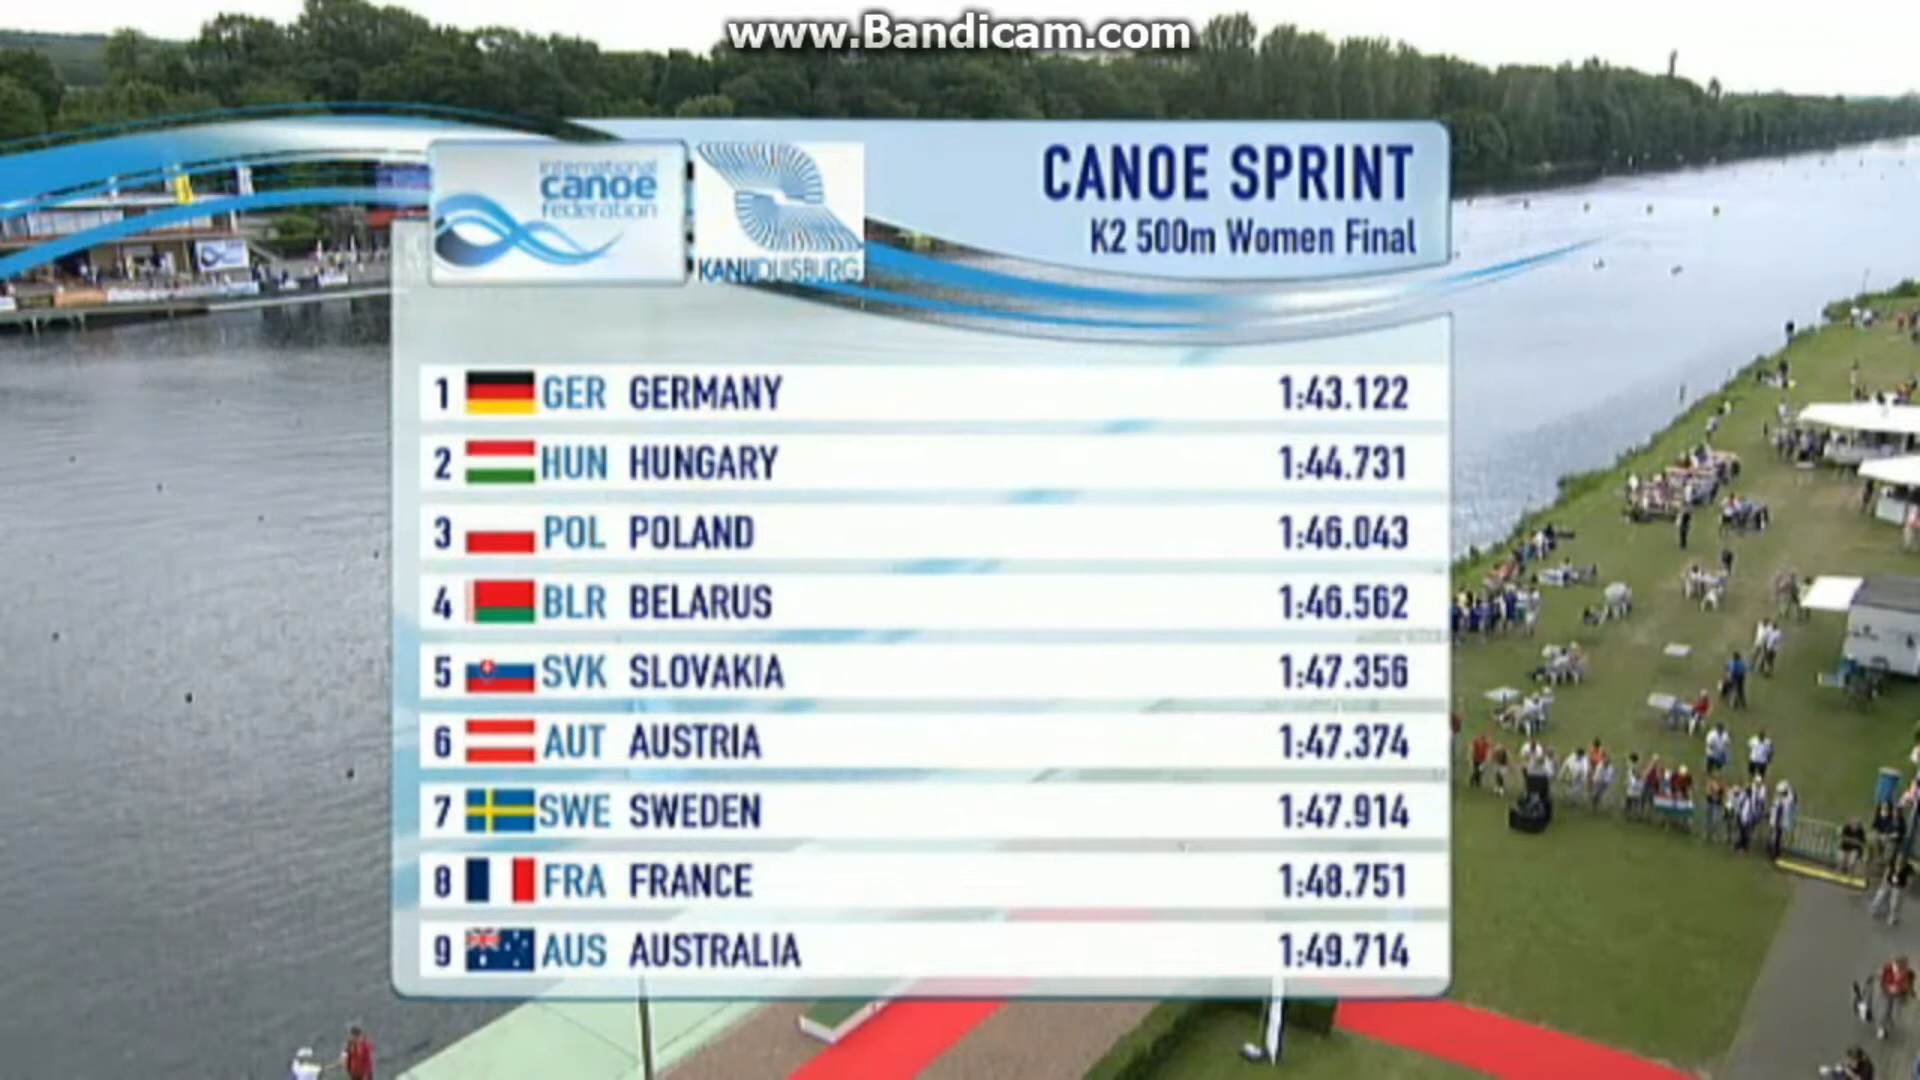 www.Bandicam.com
international
canoe
federation
KANUDUISBURG
CANOE SPRINT
K2 500m Women Final
1 GER GERMANY 1:43.122
2 HUN HUNGARY 1:44.731
3 POL POLAND 1:46.043
4 BLR BELARUS 1:46.562
5 SVK SLOVAKIA 1:47.356
6 AUT AUSTRIA 1:47.374
7 SWE SWEDEN 1:47.914
8 FRA FRANCE 1:48.751
9 AUS AUSTRALIA 1:49.714